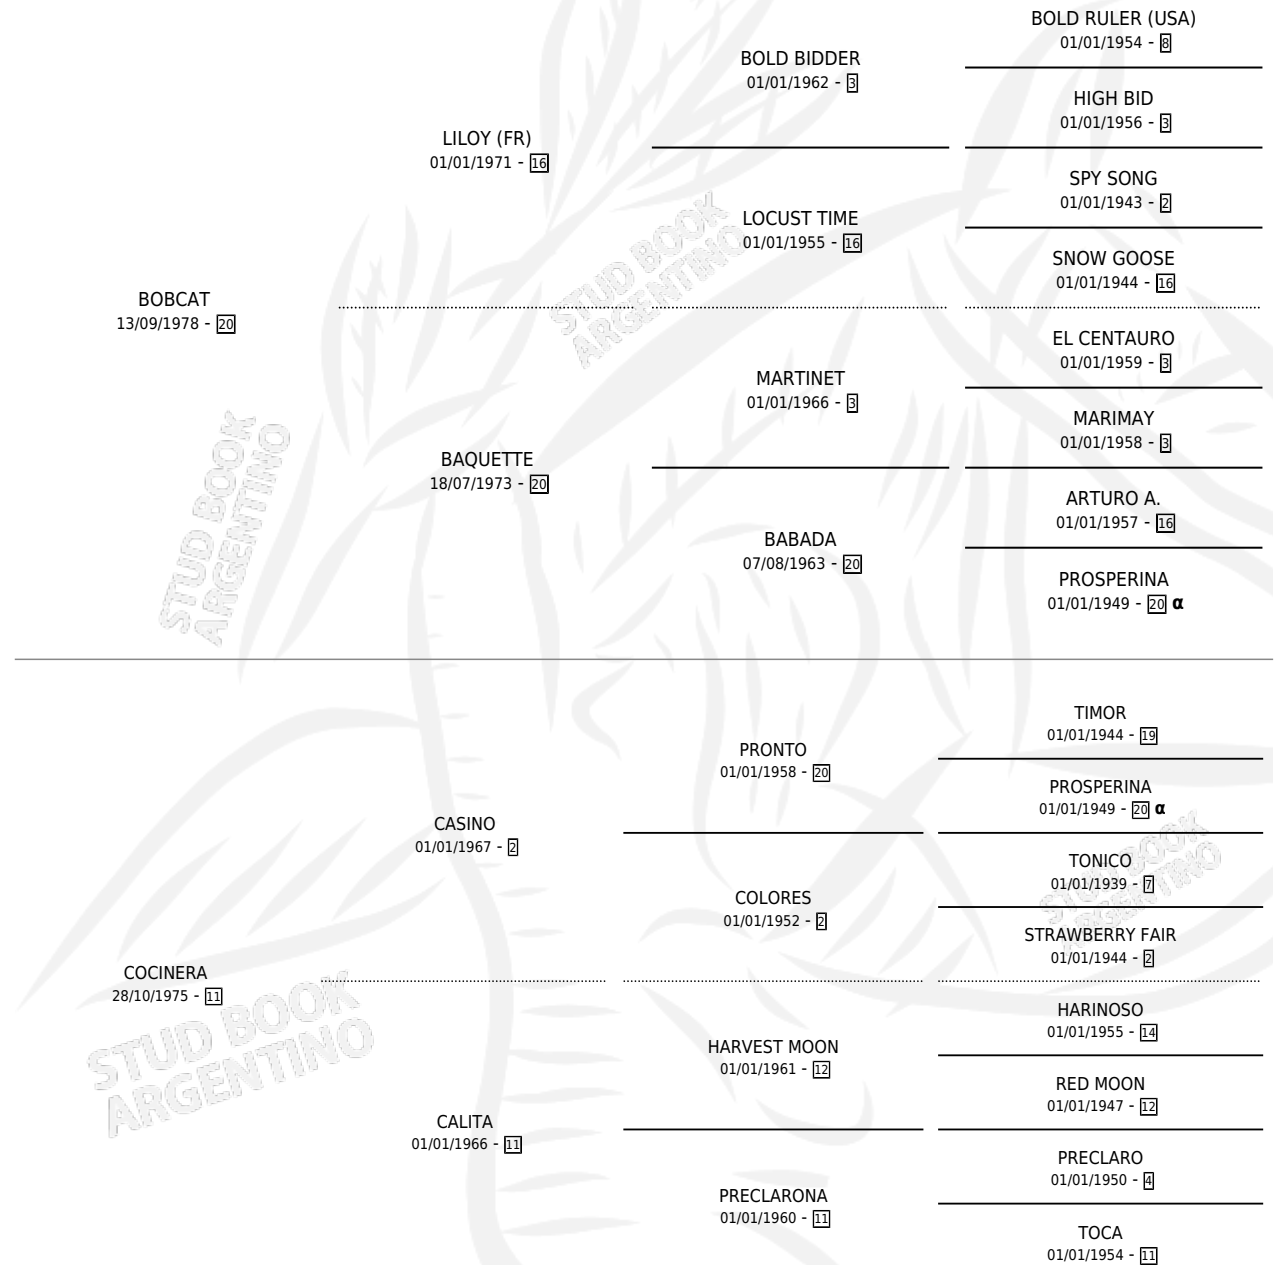 BOLD RULER (USA)
01/01/1954 - 8
BOLD BIDDER
01/01/1962 - 3
HIGH BID
01/01/1956 - 3
LILOY (FR)
01/01/1971 - 16
SPY SONG
01/01/1943 - 2
LOCUST TIME
01/01/1955 - 16
SNOW GOOSE
01/01/1944 - 16
BOBCAT
13/09/1978 - 20
EL CENTAURO
01/01/1959 - 3
MARTINET
01/01/1966 - 3
MARIMAY
01/01/1958 - 3
BAQUETTE
18/07/1973 - 20
ARTURO A.
01/01/1957 - 16
BABADA
07/08/1963 - 20
PROSPERINA
01/01/1949 - 20 α
TIMOR
01/01/1944 - 19
PRONTO
01/01/1958 - 20
PROSPERINA
01/01/1949 - 20 α
CASINO
01/01/1967 - 2
TONICO
01/01/1939 - 7
COLORES
01/01/1952 - 2
STRAWBERRY FAIR
01/01/1944 - 2
COCINERA
28/10/1975 - 11
HARINOSO
01/01/1955 - 14
HARVEST MOON
01/01/1961 - 12
RED MOON
01/01/1947 - 12
CALITA
01/01/1966 - 11
PRECLARO
01/01/1950 - 4
PRECLARONA
01/01/1960 - 11
TOCA
01/01/1954 - 11
STUD BOOK
ARGENTINO
STUD BOOK
ARGENTINO
STUD BOOK
ARGENTINO
STUD BOOK
ARGENTINO